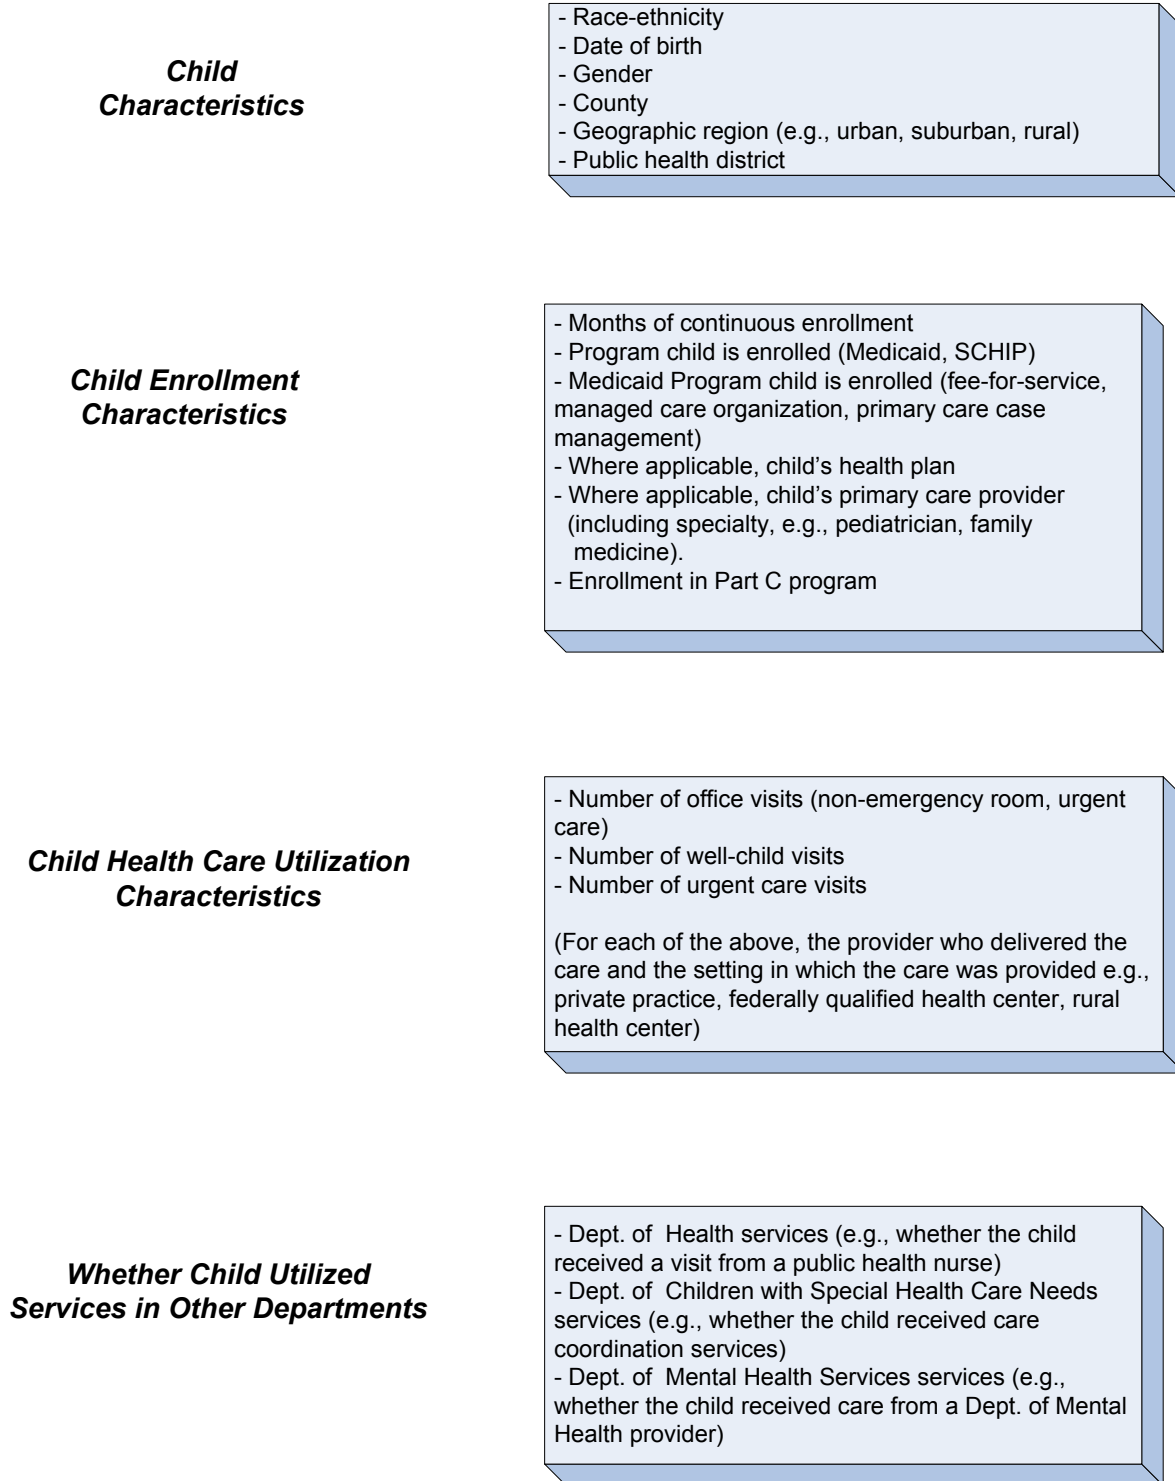 Child
Characteristics
- Race-ethnicity
- Date of birth
- Gender
- County
- Geographic region (e.g., urban, suburban, rural)
- Public health district
Child Enrollment
Characteristics
- Months of continuous enrollment
- Program child is enrolled (Medicaid, SCHIP)
- Medicaid Program child is enrolled (fee-for-service,
managed care organization, primary care case
management)
- Where applicable, child’s health plan
- Where applicable, child’s primary care provider
(including specialty, e.g., pediatrician, family
medicine).
- Enrollment in Part C program
Child Health Care Utilization
Characteristics
- Number of office visits (non-emergency room, urgent
care)
- Number of well-child visits
- Number of urgent care visits
(For each of the above, the provider who delivered the
care and the setting in which the care was provided e.g.,
private practice, federally qualified health center, rural
health center)
Whether Child Utilized
Services in Other Departments
- Dept. of  Health services (e.g., whether the child
received a visit from a public health nurse)
- Dept. of  Children with Special Health Care Needs
services (e.g., whether the child received care
coordination services)
- Dept. of  Mental Health Services services (e.g.,
whether the child received care from a Dept. of Mental
Health provider)